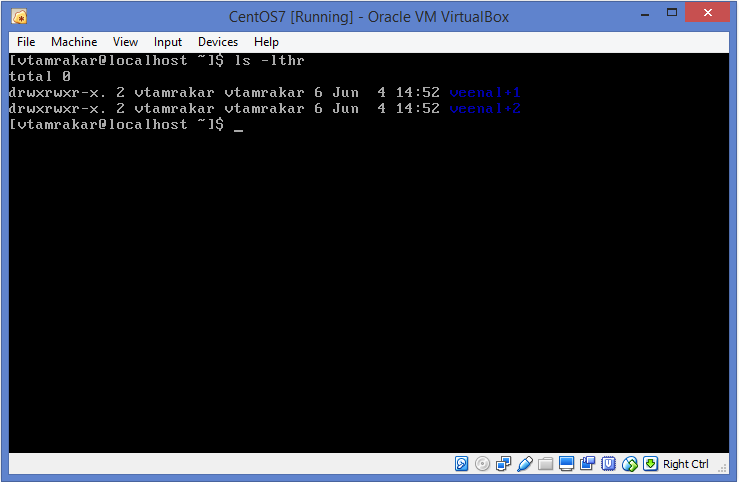 CentOS7 [Running] - Oracle VM VirtualBox
File Machine View Input Devices Help
[vtamrakar@localhost ~]$ ls -lthr
total 0
drwxrwxr-x. 2 vtamrakar vtamrakar 6 Jun  4 14:52 veenal+1
drwxrwxr-x. 2 vtamrakar vtamrakar 6 Jun  4 14:52 veenal+2
[vtamrakar@localhost ~]$ _
Right Ctrl